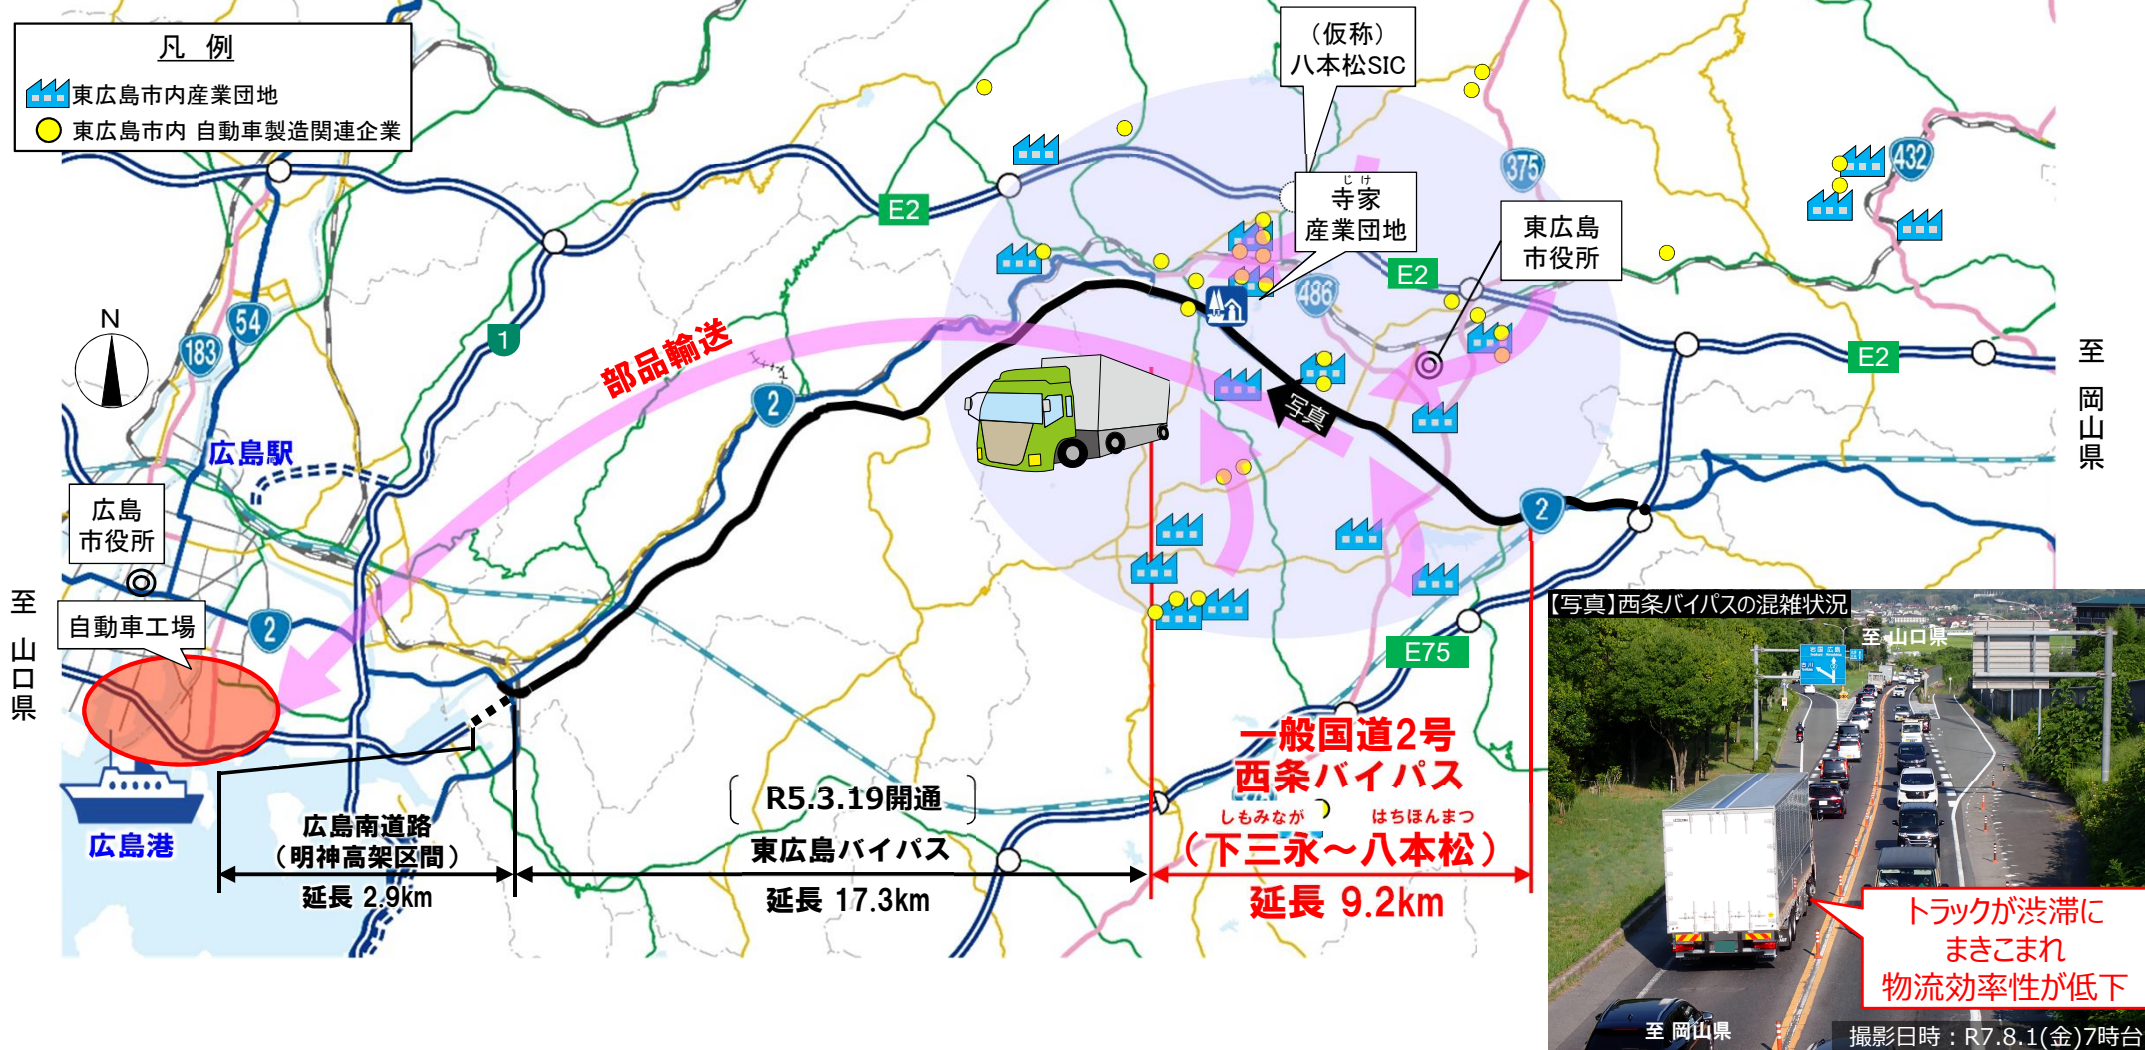 凡 例
東広島市内産業団地
東広島市内 自動車製造関連企業
(仮称)
八本松SIC
じけ
寺家
産業団地
東広島
市役所
375
432
E2
E2
E2
486
54
183
1
2
N
部品輸送
写真
2
広島駅
広島
市役所
自動車工場
2
至 山口県
至 岡山県
E75
広島港
広島南道路
(明神高架区間)
延長 2.9km
R5.3.19開通
東広島バイパス
延長 17.3km
一般国道2号
西条バイパス
しもみなが はちほんまつ
(下三永～八本松)
延長 9.2km
【写真】西条バイパスの混雑状況
至 山口県
トラックが渋滞に
まきこまれ
物流効率性が低下
至 岡山県
撮影日時：R7.8.1(金)7時台